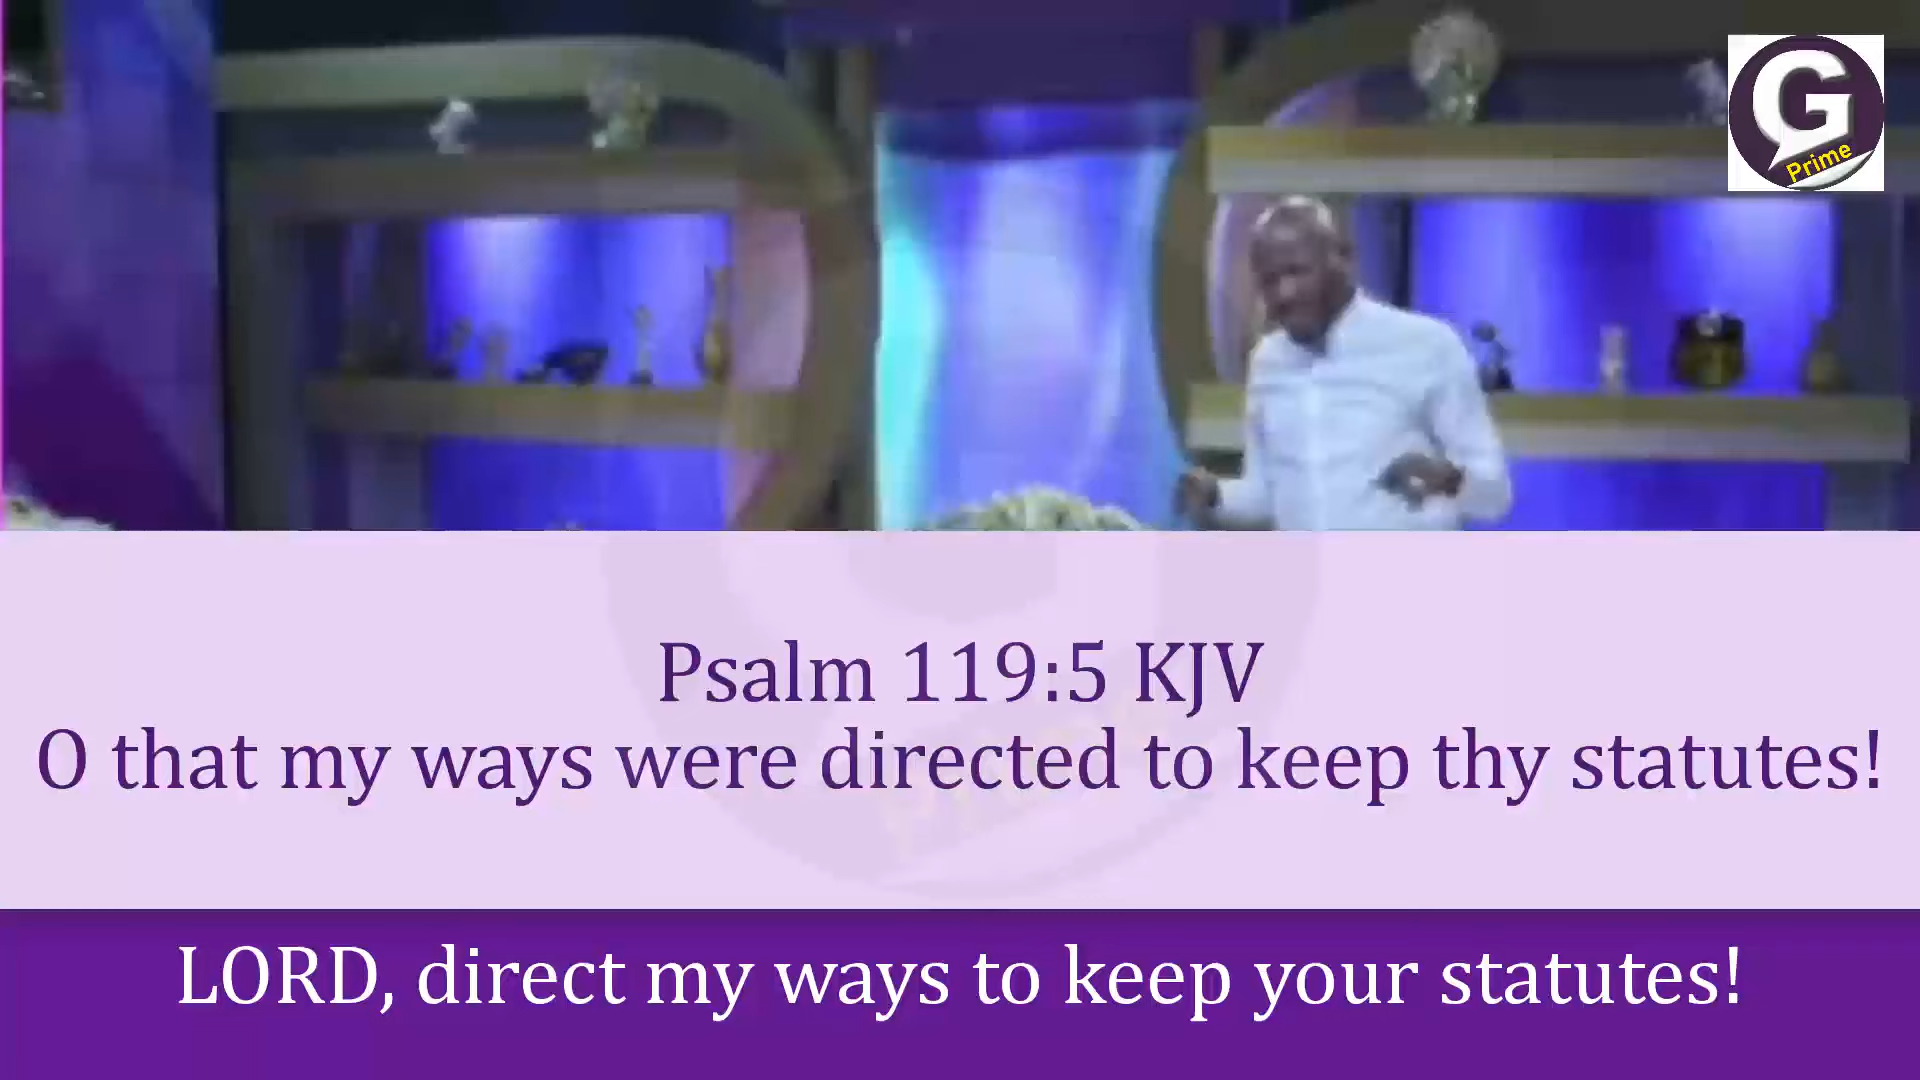 G
Prime
Psalm 119:5 KJV
O that my ways were directed to keep thy statutes!
LORD, direct my ways to keep your statutes!